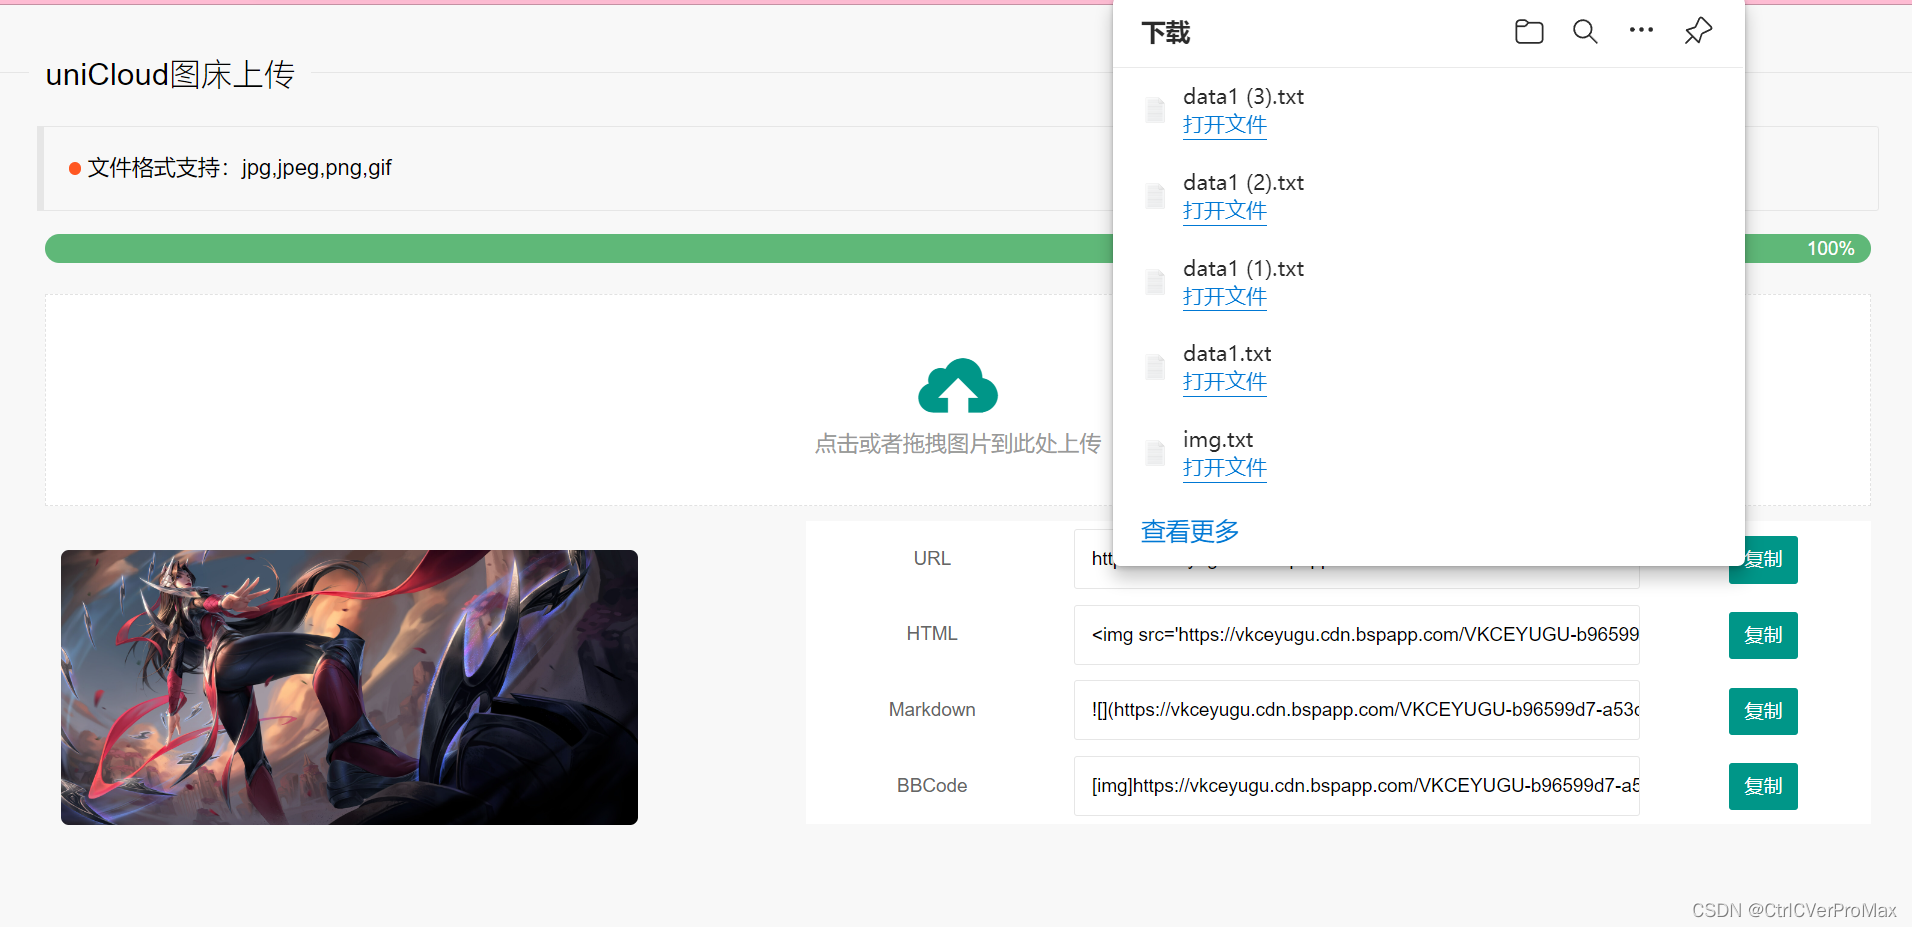 下载
uniCloud图床上传
文件格式支持：jpg,jpeg,png,gif
100%
data1 (3).txt
打开文件
data1 (2).txt
打开文件
data1 (1).txt
打开文件
data1.txt
打开文件
img.txt
打开文件
查看更多
点击或者拖拽图片到此处上传
URL
复制
HTML
<img src='https://vkceyugu.cdn.bspapp.com/VKCEYUGU-b96599
复制
Markdown
![](https://vkceyugu.cdn.bspapp.com/VKCEYUGU-b96599d7-a53
复制
BBCode
[img]https://vkceyugu.cdn.bspapp.com/VKCEYUGU-b96599d7-a5
复制
CSDN @CtrlCVerProMax